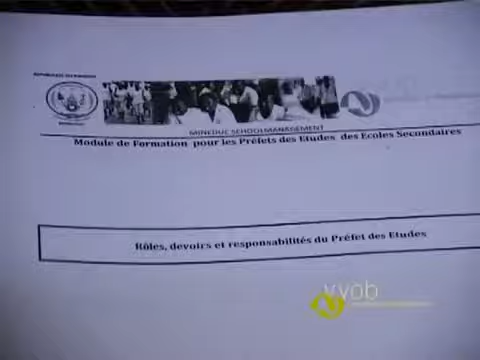 MINEDUC SCHOOLMANAGEMENT
Module de Formation pour les Préfets des Etudes des Ecoles Secondaires
Rôles, devoirs et responsabilités du Préfet des Etudes
vvob